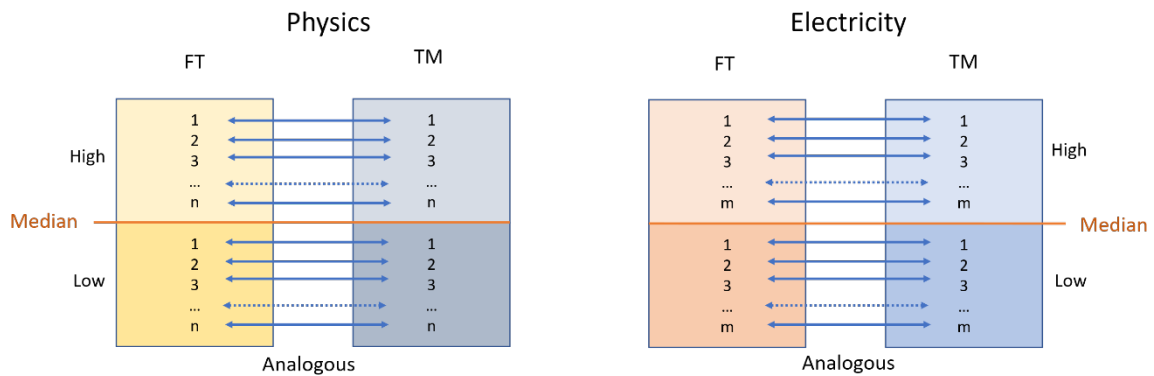 Physics
FT TM
High
1 1
2 2
3 3
... ...
n n
Median
Low
1 1
2 2
3 3
... ...
n n
Analogous
Electricity
FT TM
1 1
2 2
3 3
... ...
m m
High
Median
1 1
2 2
3 3
... ...
m m
Low
Analogous